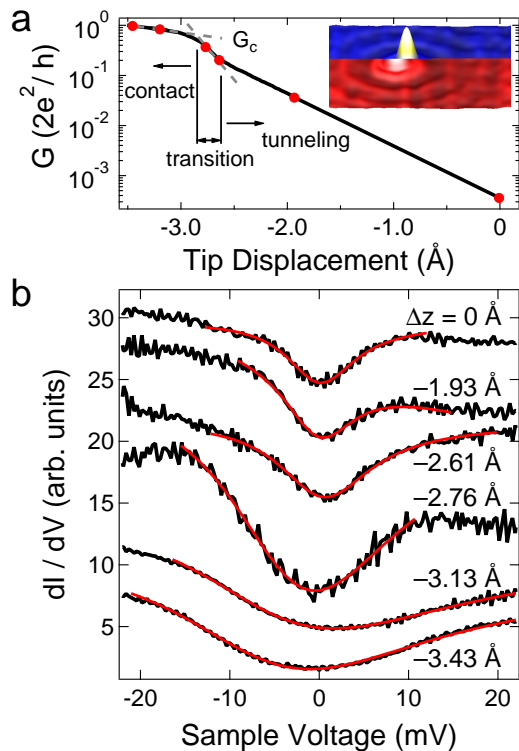 a
G (2e²/ h)
10⁰
10⁻¹
10⁻²
10⁻³
G꜀
contact
transition
tunneling
-3.0
-2.0
-1.0
0
Tip Displacement (Å)
b
dI / dV (arb. units)
30
25
20
15
10
5
Δz = 0 Å
−1.93 Å
−2.61 Å
−2.76 Å
−3.13 Å
−3.43 Å
-20
-10
0
10
20
Sample Voltage (mV)